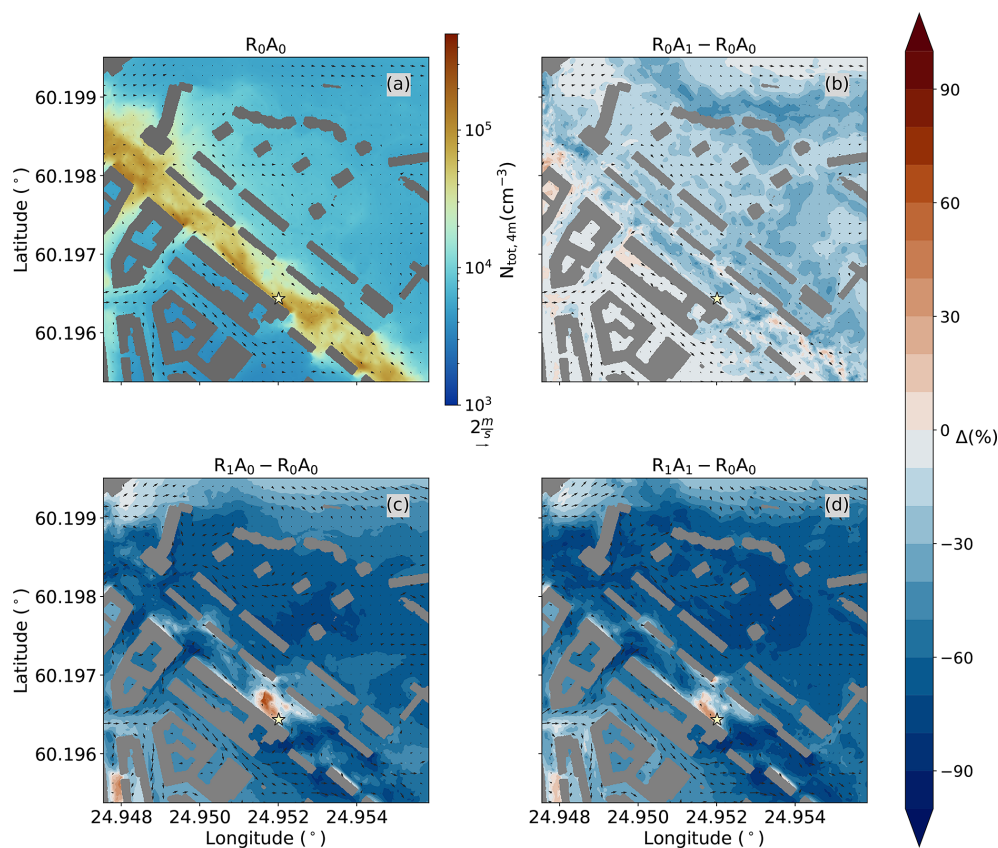 R₀A₀
R₀A₁ − R₀A₀
(a)
(b)
60.199
60.198
60.197
60.196
Latitude (°)
10⁵
10⁴
10³
N_tot, 4m(cm⁻³)
2 m/s
90
60
30
0
−30
−60
−90
Δ(%)
R₁A₀ − R₀A₀
R₁A₁ − R₀A₀
(c)
(d)
60.199
60.198
60.197
60.196
Latitude (°)
24.948 24.950 24.952 24.954
Longitude (°)
24.948 24.950 24.952 24.954
Longitude (°)